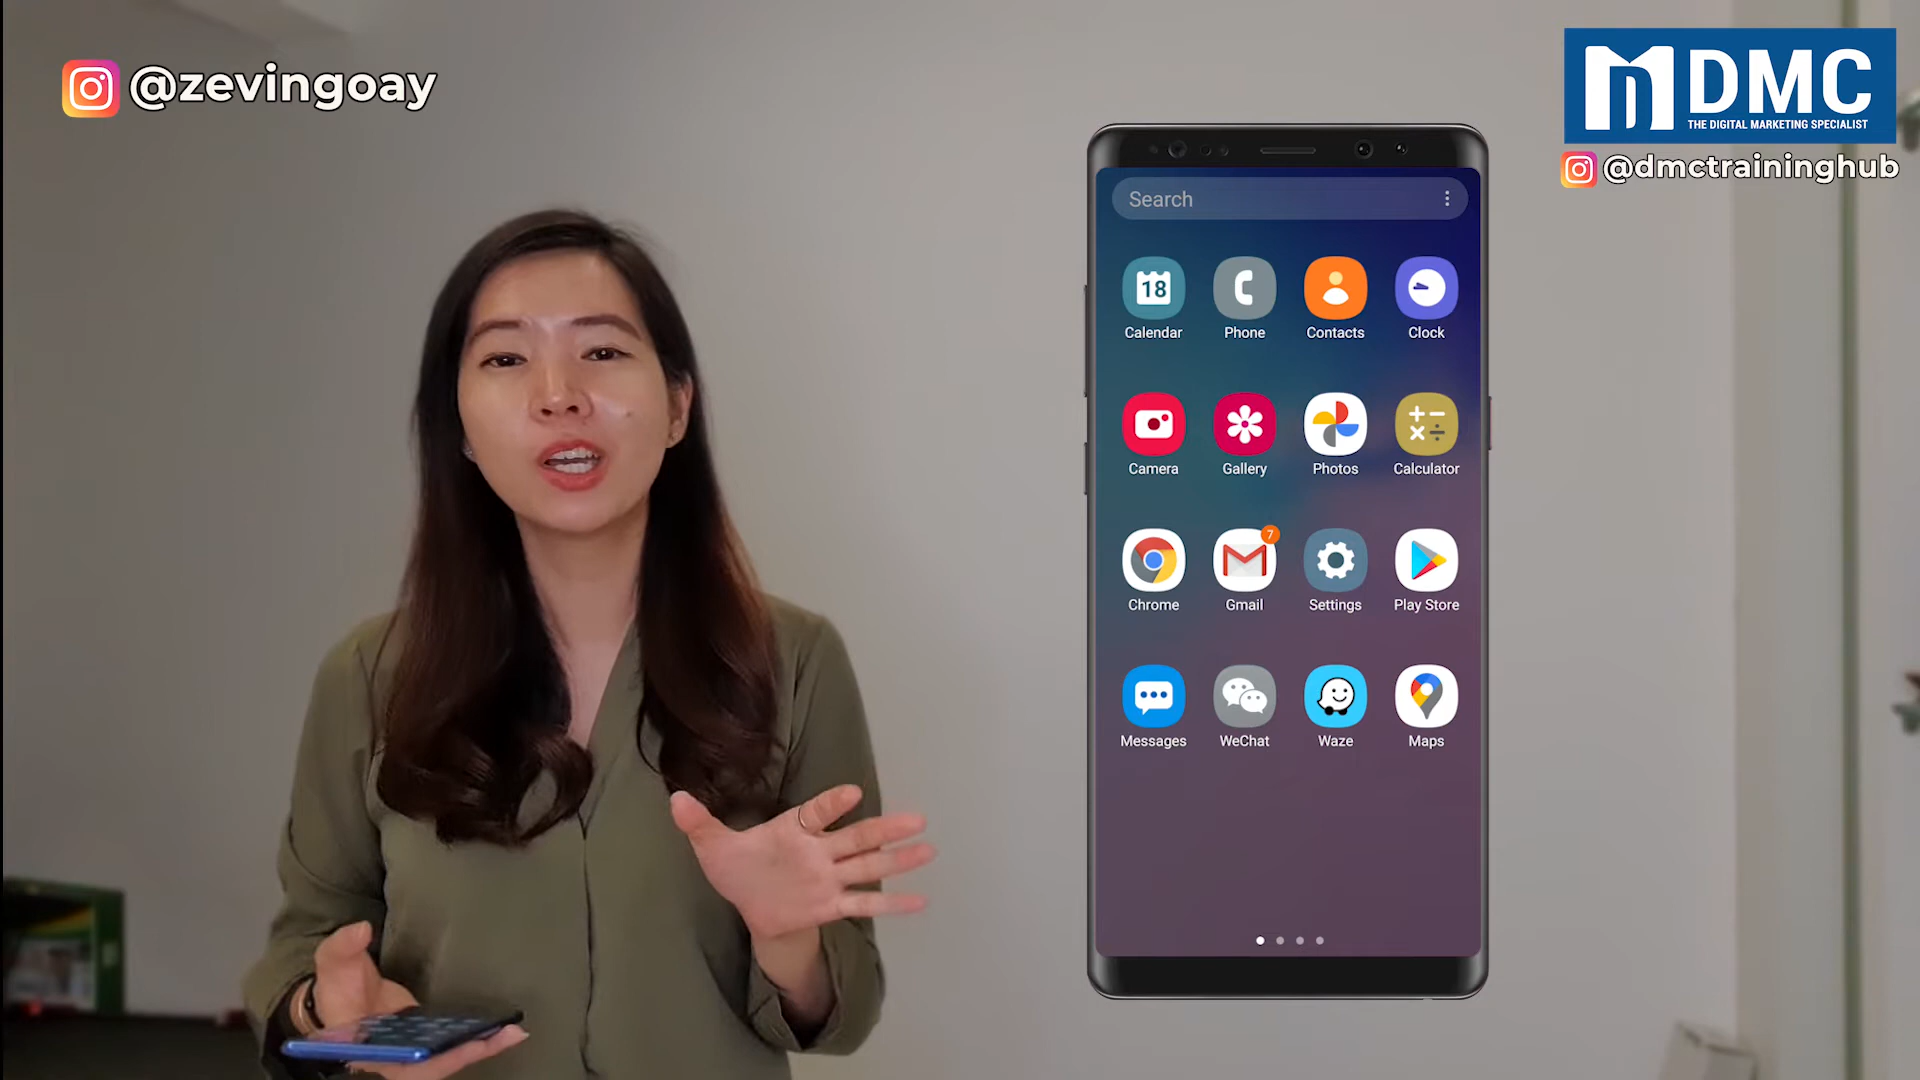 @zevingoay
DMC
THE DIGITAL MARKETING SPECIALIST
@dmctraininghub
Search
18
Calendar
Phone
Contacts
Clock
Camera
Gallery
Photos
Calculator
7
Chrome
Gmail
Settings
Play Store
Messages
WeChat
Waze
Maps